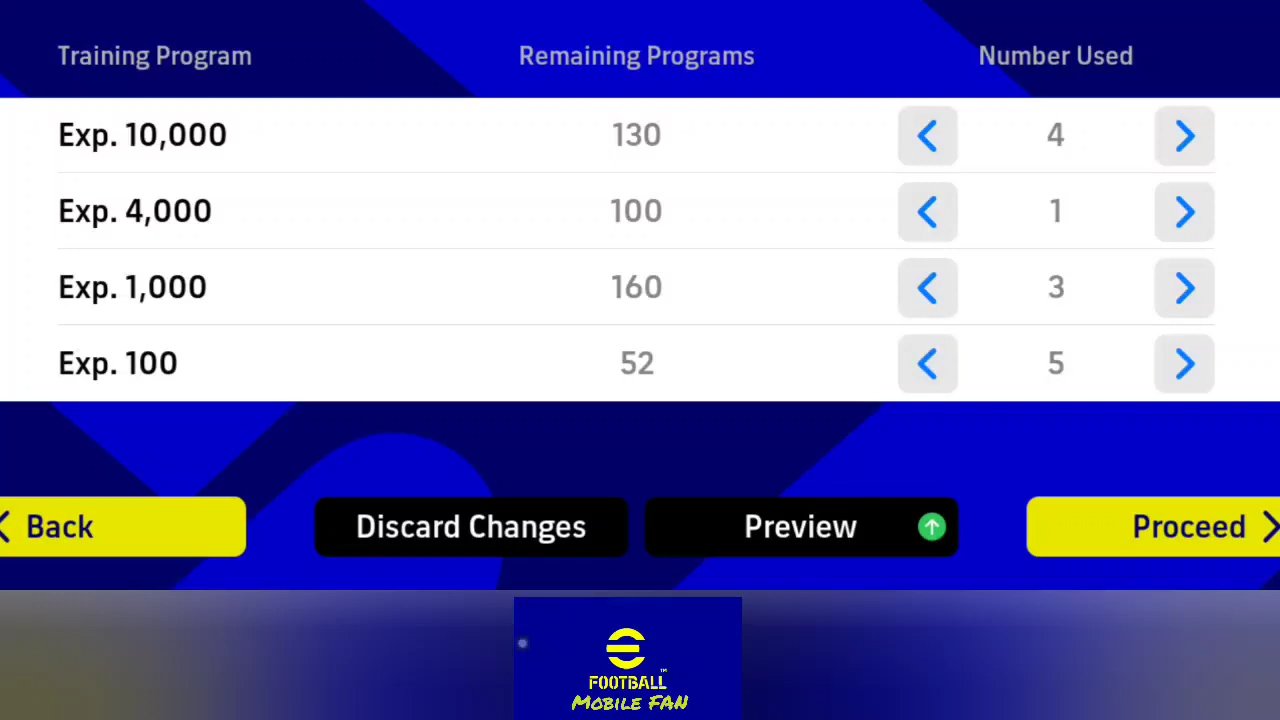 Training Program Remaining Programs Number Used
Exp. 10,000 130 4
Exp. 4,000 100 1
Exp. 1,000 160 3
Exp. 100 52 5
Back Discard Changes Preview Proceed
FOOTBALL™
MOBILE FAN